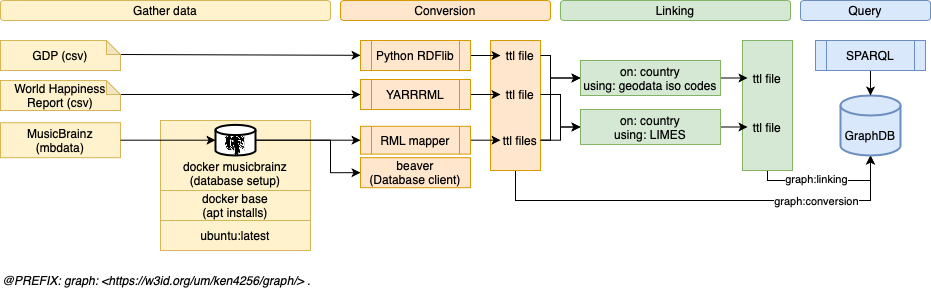 Gather data
Conversion
Linking
Query
GDP (csv)
Python RDFlib
ttl file
SPARQL
World Happiness
Report (csv)
YARRRML
ttl file
on: country
using: geodata iso codes
ttl file
MusicBrainz
(mbdata)
RML mapper
ttl files
on: country
using: LIMES
ttl file
GraphDB
docker musicbrainz
(database setup)
beaver
(Database client)
docker base
(apt installs)
ubuntu:latest
graph:linking
graph:conversion
@PREFIX: graph: <https://w3id.org/um/ken4256/graph/> .